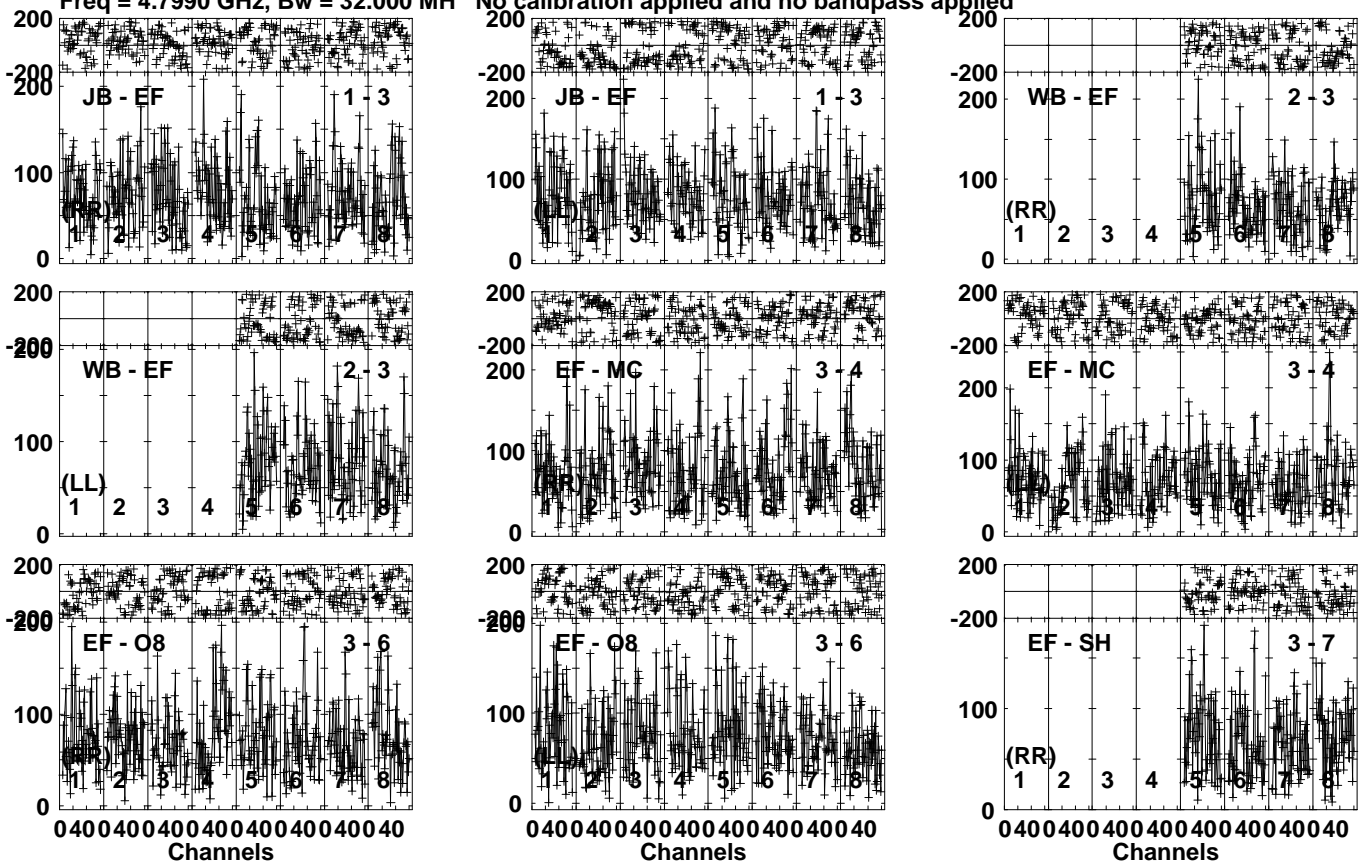 Freq = 4.7990 GHz, Bw = 32.000 MH No calibration applied and no bandpass applied
200 200 200
-200 -200 -200
200 200 200
JB - EF 1 - 3 JB - EF 1 - 3 WB - EF 2 - 3
100 100 100
(RR) (LL) (RR)
1 2 3 4 5 6 7 8 1 2 3 4 5 6 7 8 1 2 3 4 5 6 7 8
0 0 0
200 200 200
-200 -200 -200
200 200 200
WB - EF 2 - 3 EF - MC 3 - 4 EF - MC 3 - 4
100 100 100
(LL) (RR) (LL)
1 2 3 4 5 6 7 8 1 2 3 4 5 6 7 8 1 2 3 4 5 6 7 8
0 0 0
200 200 200
-200 -200 -200
200 200
EF - O8 3 - 6 EF - O8 3 - 6 EF - SH 3 - 7
100 100 100
(RR) (LL) (RR)
1 2 3 4 5 6 7 8 1 2 3 4 5 6 7 8 1 2 3 4 5 6 7 8
0 0 0
0 40 0 40 0 40 0 40 0 40 0 40 0 40 0 40 0 40 0 40 0 40 0 40 0 40 0 40 0 40 0 40 0 40 0 40 0 40 0 40 0 40 0 40 0 40 0 40
Channels Channels Channels